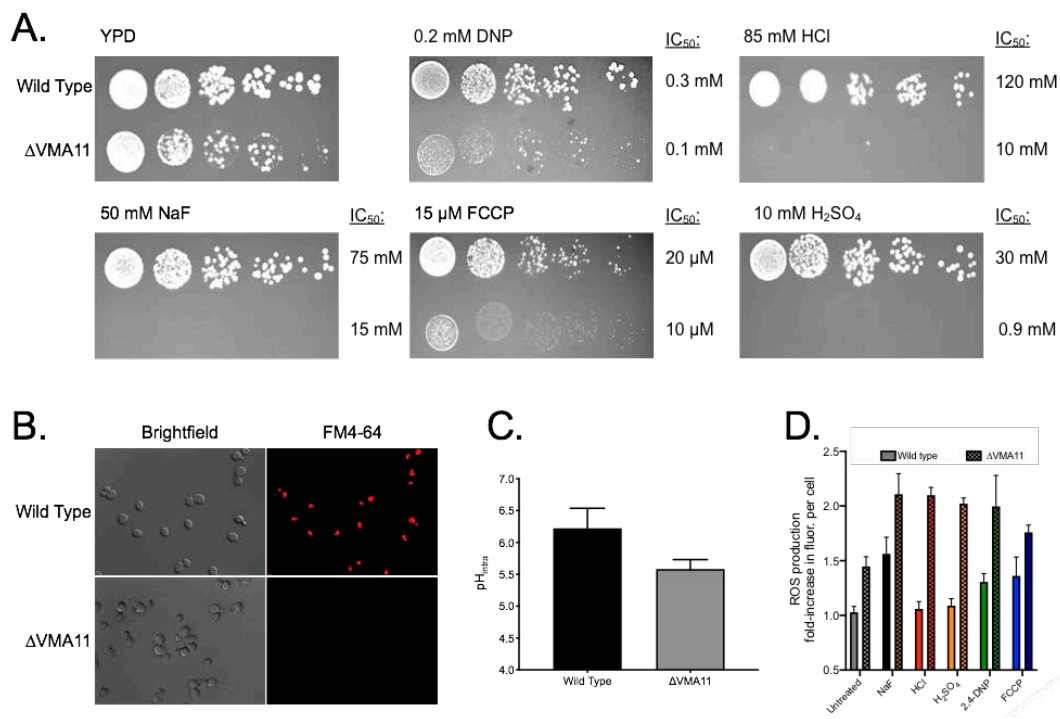 A.
YPD
Wild Type
ΔVMA11
0.2 mM DNP
IC50:
0.3 mM
0.1 mM
85 mM HCl
IC50:
120 mM
10 mM
50 mM NaF
IC50:
75 mM
15 mM
15 µM FCCP
IC50:
20 µM
10 µM
10 mM H2SO4
IC50:
30 mM
0.9 mM
B.
Brightfield
FM4-64
Wild Type
ΔVMA11
C.
pHintra
7.0
6.5
6.0
5.5
5.0
4.5
4.0
Wild Type
ΔVMA11
D.
Wild type
ΔVMA11
ROS production
fold-increase in fluor. per cell
2.5
2.0
1.5
1.0
0.5
Untreated
NaF
HCl
H2SO4
2,4-DNP
FCCP